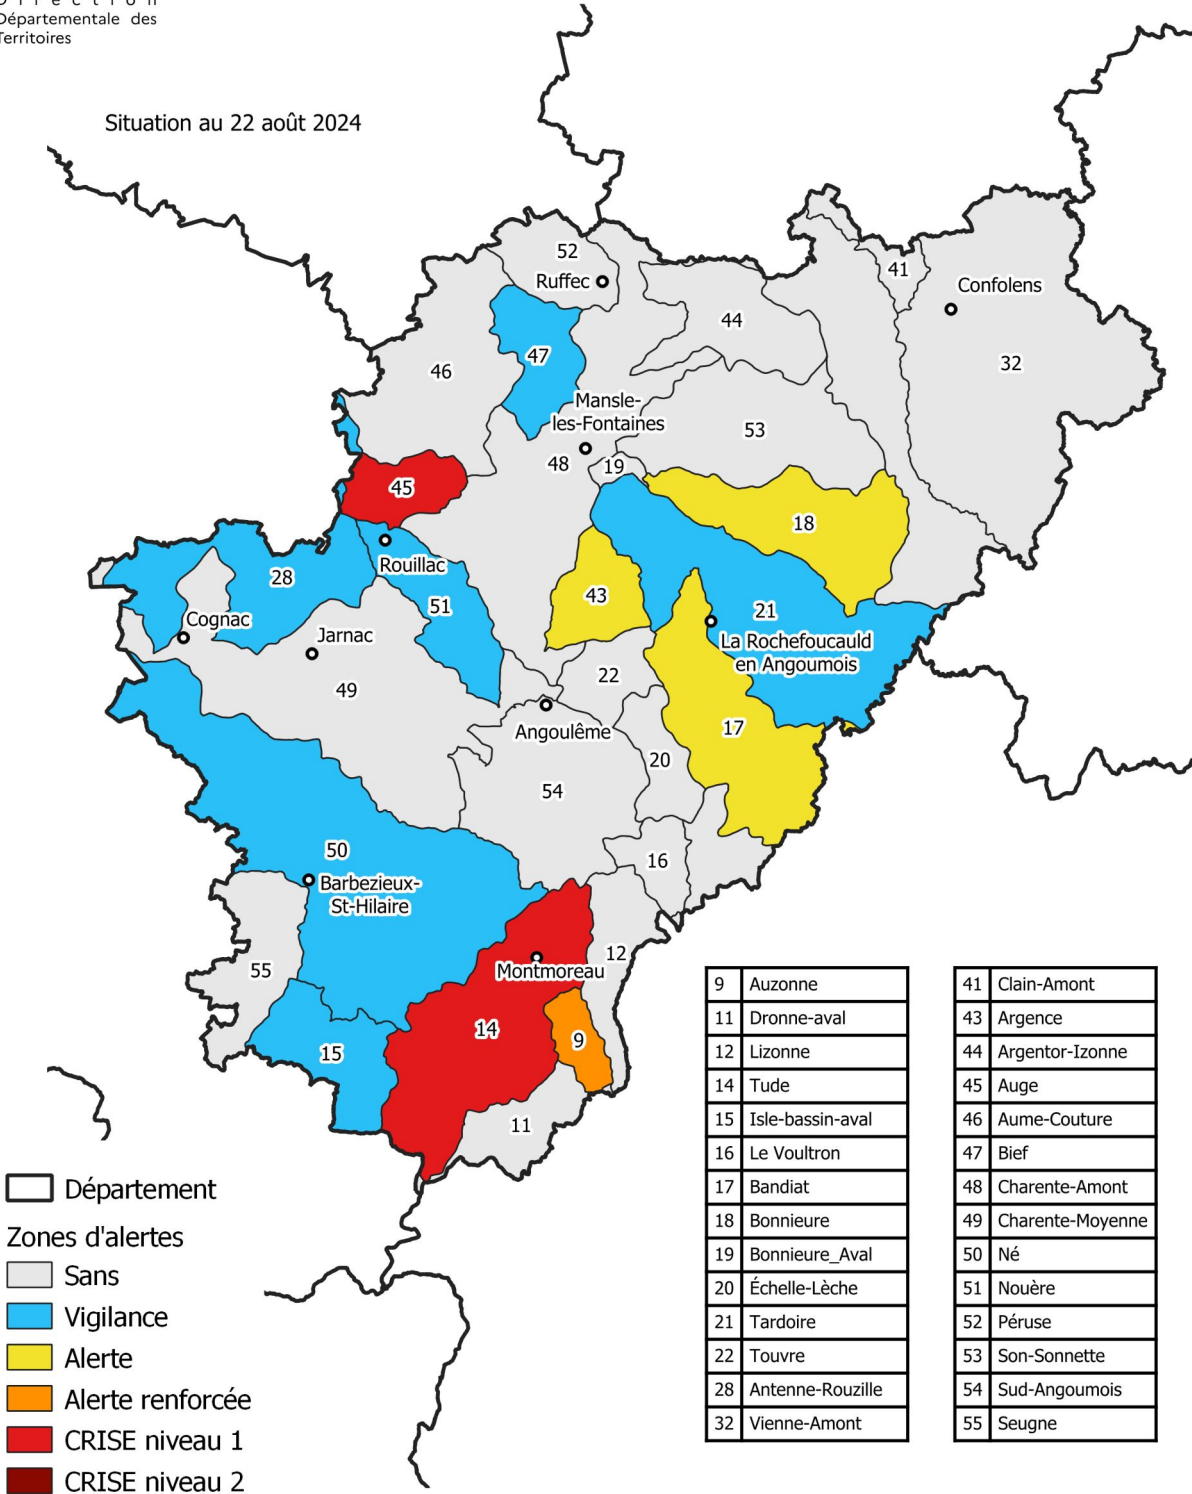 Direction
Départementale des
Territoires
Situation au 22 août 2024
52
Ruffec
41
Confolens
44
47
46
32
Mansle-
les-Fontaines
53
48
19
45
18
Rouillac
28
43
51
21
Cognac
Jarnac
La Rochefoucauld
en Angoumois
22
49
Angoulême
17
20
54
50
16
Barbezieux-
St-Hilaire
12
55
Montmoreau
14
9
15
11
9 Auzonne
11 Dronne-aval
12 Lizonne
14 Tude
15 Isle-bassin-aval
16 Le Voultron
17 Bandiat
18 Bonnieure
19 Bonnieure_Aval
20 Échelle-Lèche
21 Tardoire
22 Touvre
28 Antenne-Rouzille
32 Vienne-Amont
41 Clain-Amont
43 Argence
44 Argentor-Izonne
45 Auge
46 Aume-Couture
47 Bief
48 Charente-Amont
49 Charente-Moyenne
50 Né
51 Nouère
52 Péruse
53 Son-Sonnette
54 Sud-Angoumois
55 Seugne
Département
Zones d'alertes
Sans
Vigilance
Alerte
Alerte renforcée
CRISE niveau 1
CRISE niveau 2